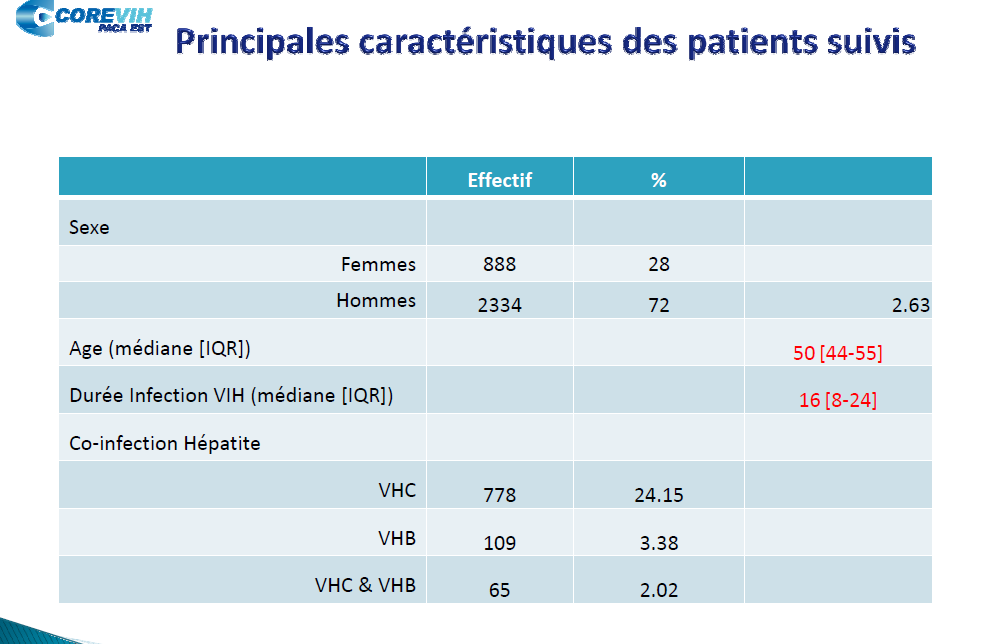 COREVIH
PACA EST
Principales caractéristiques des patients suivis
Effectif %
Sexe
Femmes 888 28
Hommes 2334 72 2.63
Age (médiane [IQR]) 50 [44-55]
Durée Infection VIH (médiane [IQR]) 16 [8-24]
Co-infection Hépatite
VHC 778 24.15
VHB 109 3.38
VHC & VHB 65 2.02